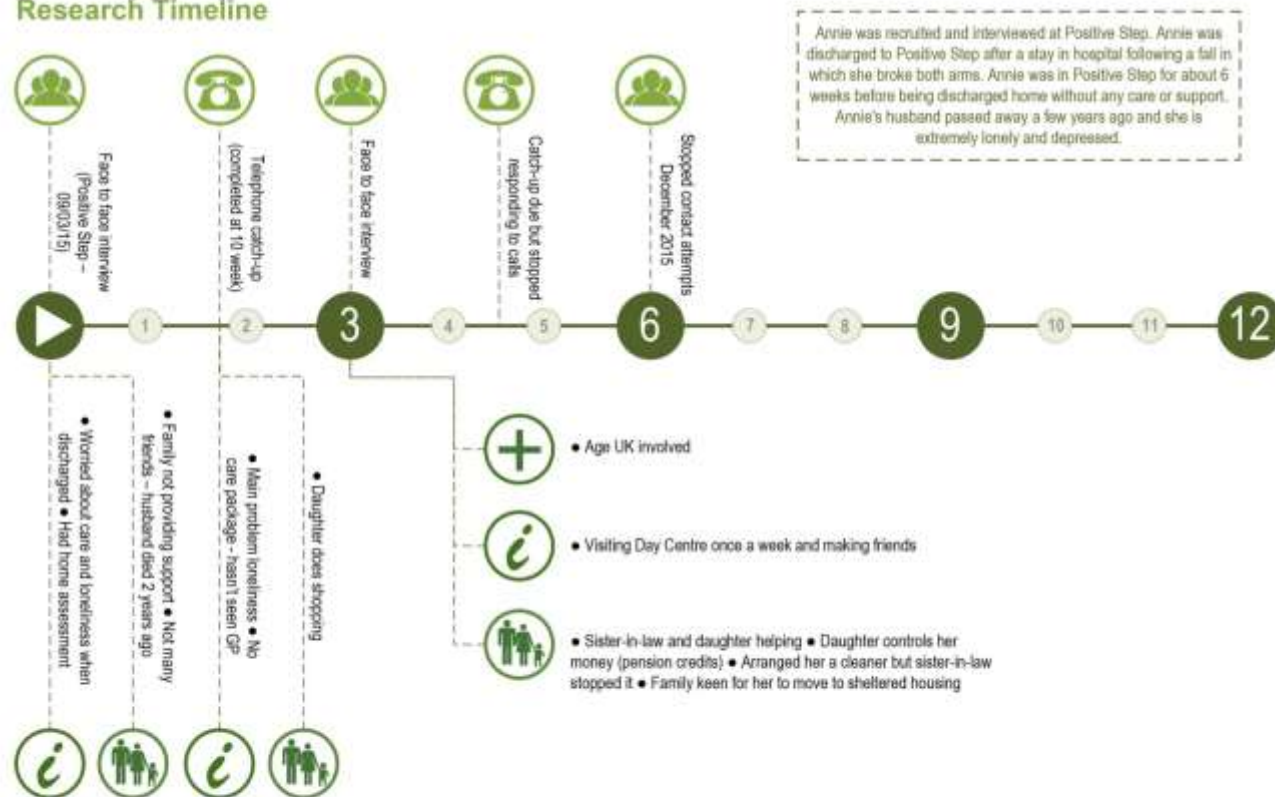 Research Timeline
Annie was recruited and interviewed at Positive Step. Annie was
discharged to Positive Step after a stay in hospital following a fall in
which she broke both arms. Annie was in Positive Step for about 6
weeks before being discharged home without any care or support.
Annie's husband passed away a few years ago and she is
extremely lonely and depressed.
Face to face interview
(Positive Step –
09/03/15)
Telephone catch-up
(completed at 10 week)
Face to face interview
Catch-up due but stopped
responding to calls
Stopped contact attempts
December 2015
1
2
3
4
5
6
7
8
9
10
11
12
● Worried about care and loneliness when
discharged ● Had home assessment
● Family not providing support ● Not many
friends – husband died 2 years ago
● Main problem loneliness ● No
care package - hasn't seen GP
● Daughter does shopping
● Age UK involved
● Visiting Day Centre once a week and making friends
● Sister-in-law and daughter helping ● Daughter controls her
money (pension credits) ● Arranged her a cleaner but sister-in-law
stopped it ● Family keen for her to move to sheltered housing